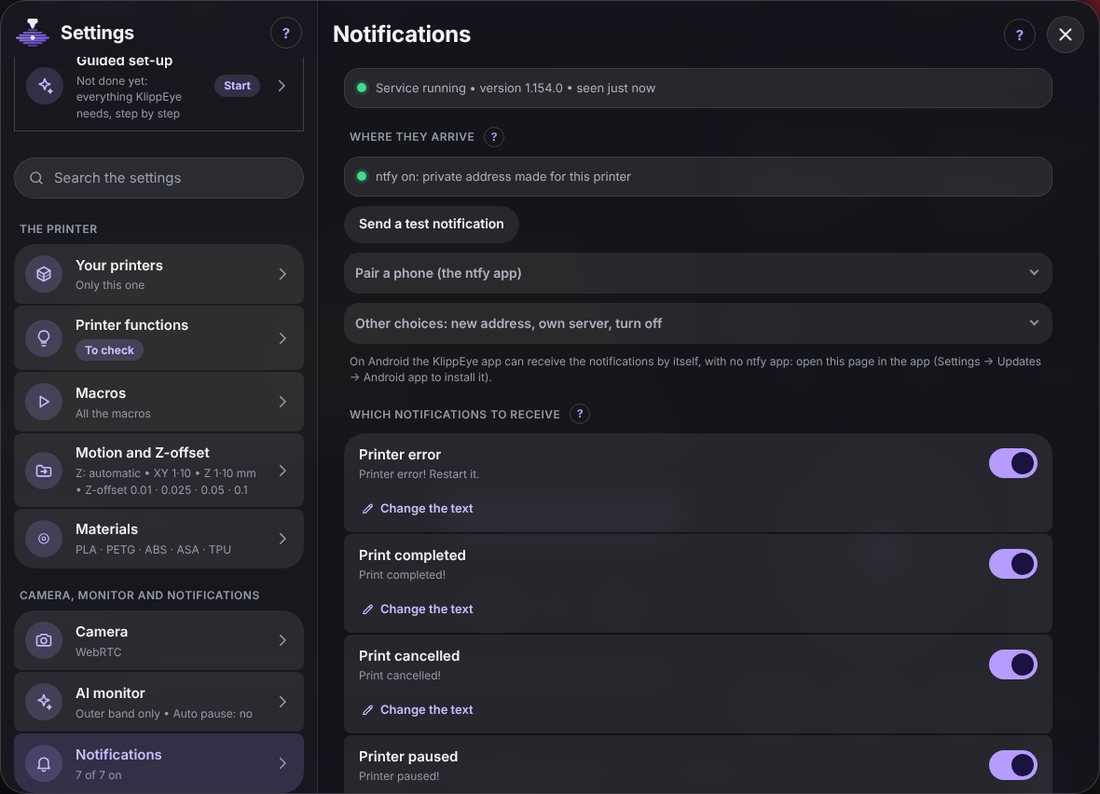 Settings
?
Guided set-up
Not done yet:
everything KlippEye
needs, step by step
Start
Search the settings
THE PRINTER
Your printers
Only this one
Printer functions
To check
Macros
All the macros
Motion and Z-offset
Z: automatic • XY 1·10 • Z 1·10 mm
• Z-offset 0.01 · 0.025 · 0.05 · 0.1
Materials
PLA · PETG · ABS · ASA · TPU
CAMERA, MONITOR AND NOTIFICATIONS
Camera
WebRTC
AI monitor
Outer band only • Auto pause: no
Notifications
7 of 7 on
Notifications
?
Service running • version 1.154.0 • seen just now
WHERE THEY ARRIVE ?
ntfy on: private address made for this printer
Send a test notification
Pair a phone (the ntfy app)
Other choices: new address, own server, turn off
On Android the KlippEye app can receive the notifications by itself, with no ntfy app: open this page in the app (Settings → Updates
→ Android app to install it).
WHICH NOTIFICATIONS TO RECEIVE ?
Printer error
Printer error! Restart it.
Change the text
Print completed
Print completed!
Change the text
Print cancelled
Print cancelled!
Change the text
Printer paused
Printer paused!